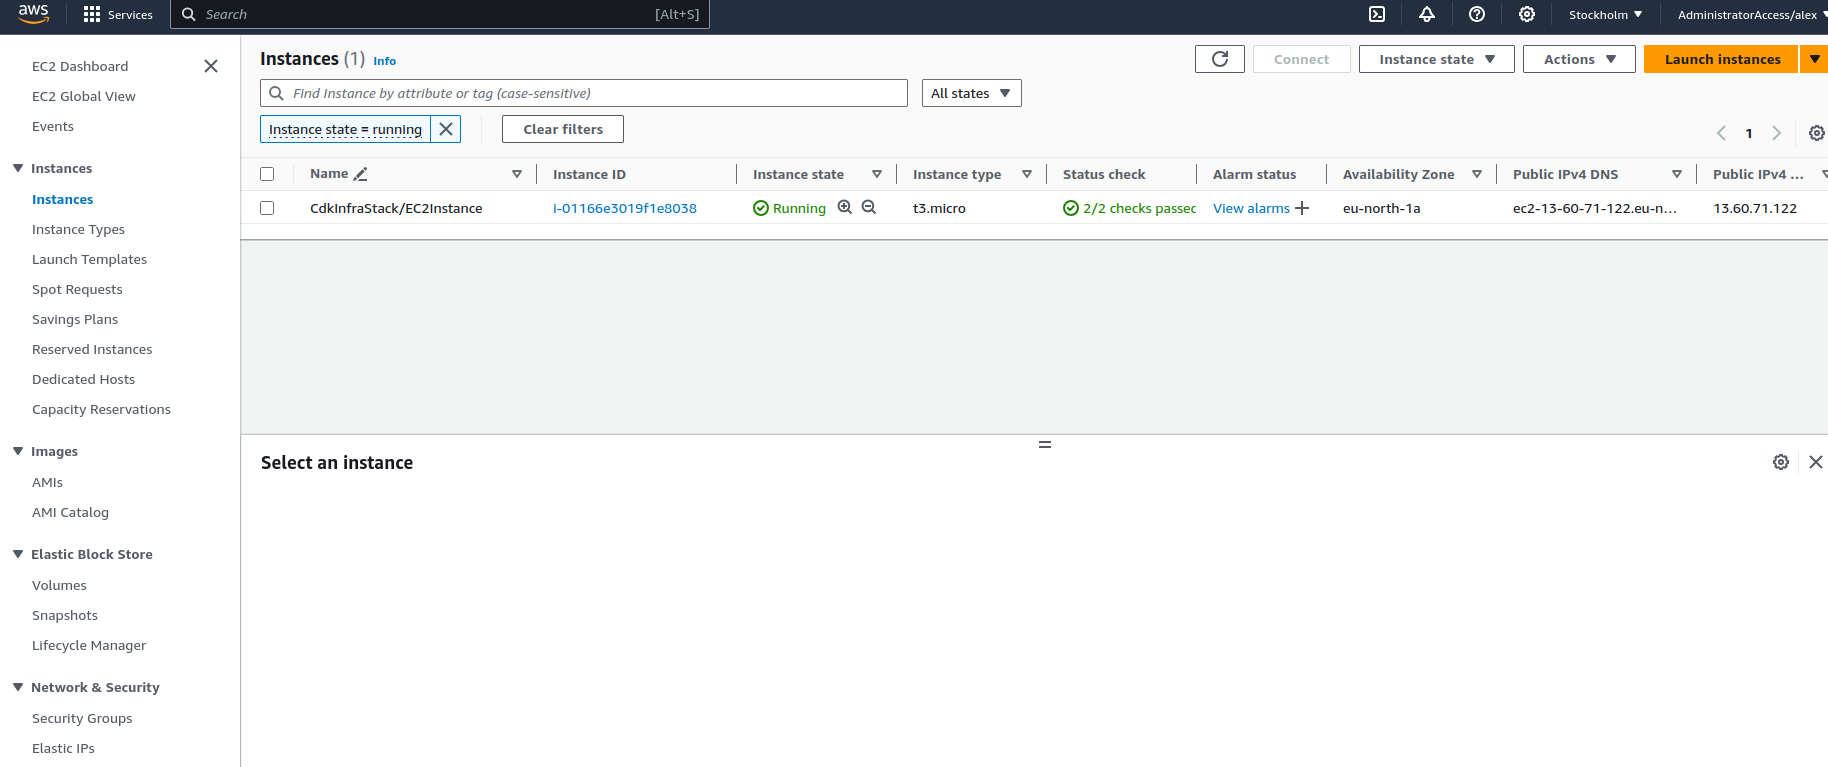 aws Services Search [Alt+S] Stockholm AdministratorAccess/alex
EC2 Dashboard
EC2 Global View
Events
Instances
Instances
Instance Types
Launch Templates
Spot Requests
Savings Plans
Reserved Instances
Dedicated Hosts
Capacity Reservations
Images
AMIs
AMI Catalog
Elastic Block Store
Volumes
Snapshots
Lifecycle Manager
Network & Security
Security Groups
Elastic IPs
Instances (1) Info Connect Instance state Actions Launch instances
Find Instance by attribute or tag (case-sensitive) All states
Instance state = running Clear filters 1
Name Instance ID Instance state Instance type Status check Alarm status Availability Zone Public IPv4 DNS Public IPv4 ...
CdkInfraStack/EC2Instance i-01166e3019f1e8038 Running t3.micro 2/2 checks passed View alarms eu-north-1a ec2-13-60-71-122.eu-n... 13.60.71.122
Select an instance